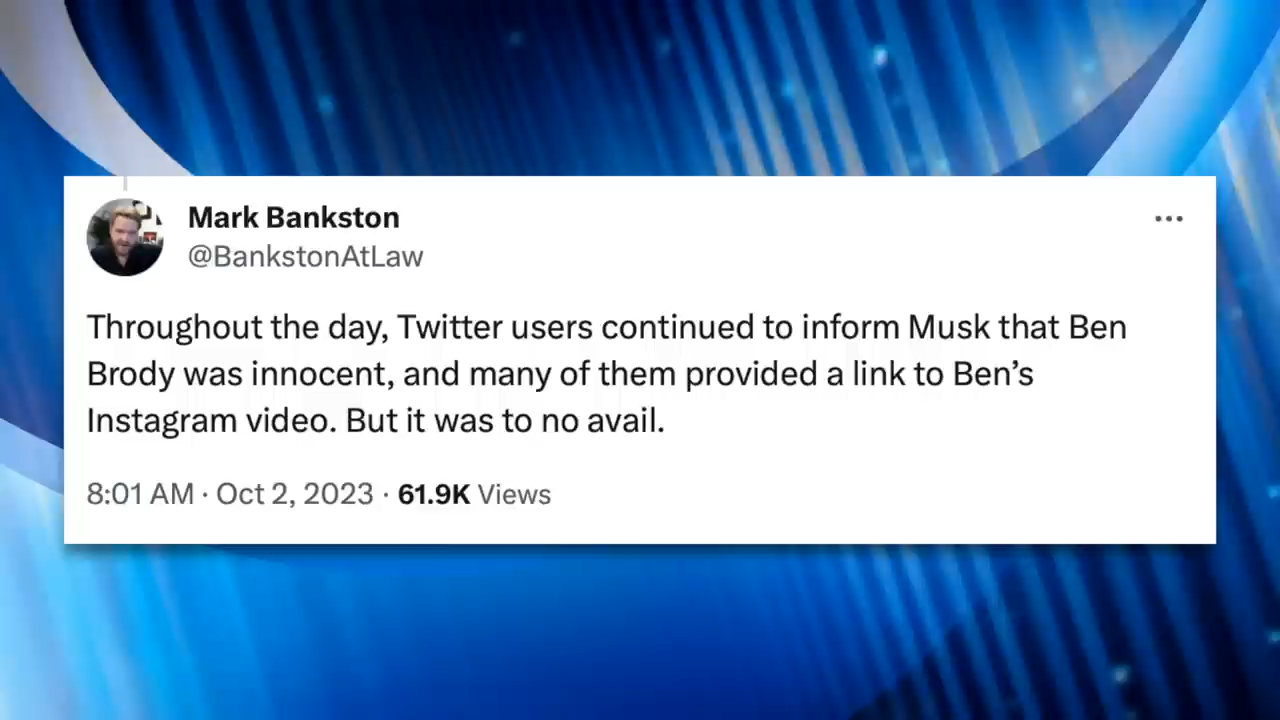 Mark Bankston
@BankstonAtLaw
Throughout the day, Twitter users continued to inform Musk that Ben
Brody was innocent, and many of them provided a link to Ben’s
Instagram video. But it was to no avail.
8:01 AM · Oct 2, 2023 · 61.9K Views